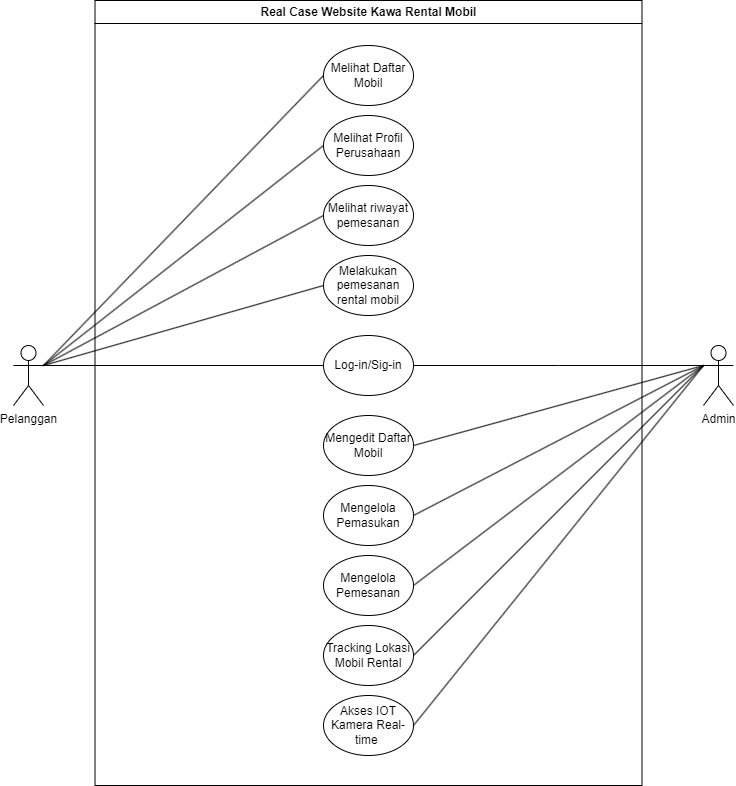 Real Case Website Kawa Rental Mobil
Melihat Daftar
Mobil
Melihat Profil
Perusahaan
Melihat riwayat
pemesanan
Melakukan
pemesanan
rental mobil
Log-in/Sig-in
Pelanggan
Admin
Mengedit Daftar
Mobil
Mengelola
Pemasukan
Mengelola
Pemesanan
Tracking Lokasi
Mobil Rental
Akses IOT
Kamera Real-
time